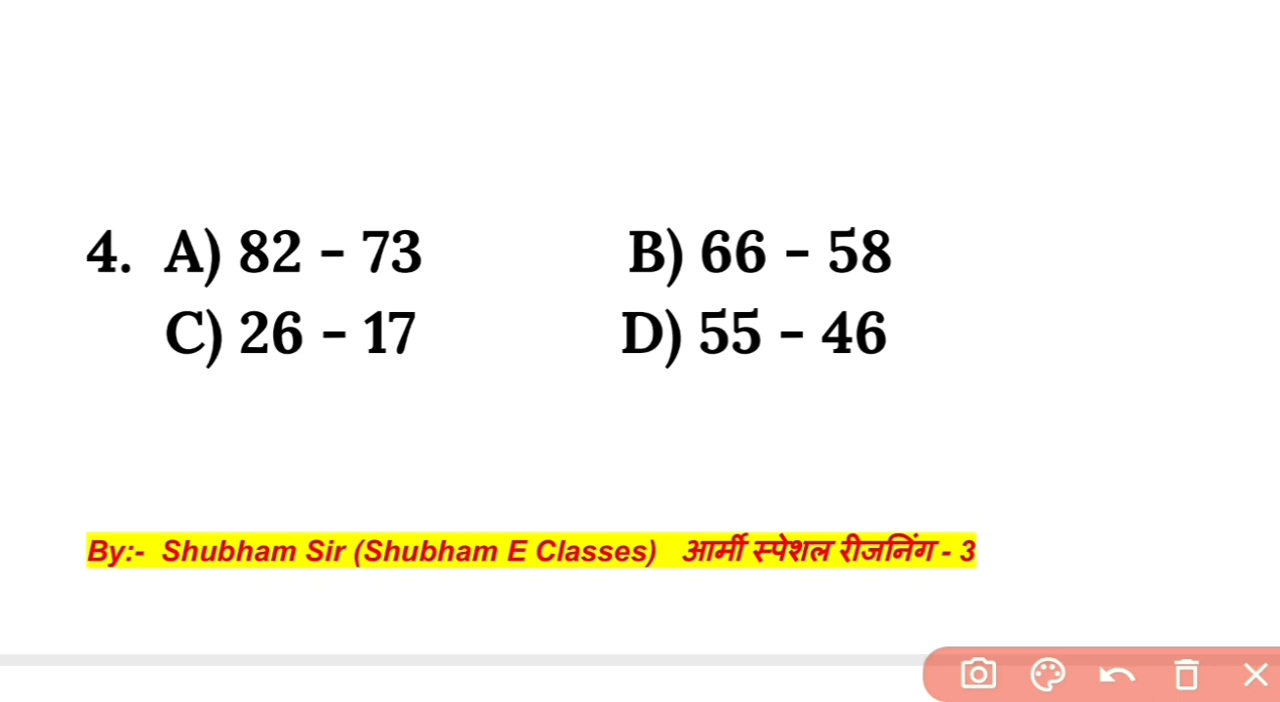 4. A) 82 - 73 B) 66 - 58
C) 26 - 17 D) 55 - 46
By:- Shubham Sir (Shubham E Classes) आर्मी स्पेशल रीजनिंग - 3